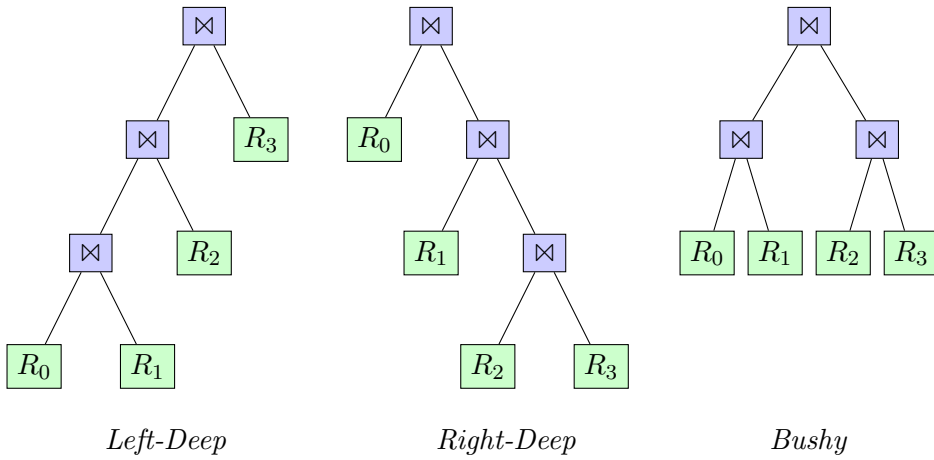 ⋈ ⋈ ⋈
⋈ R₃ R₀ ⋈ ⋈ ⋈
⋈ R₂ R₁ ⋈ R₀ R₁ R₂ R₃
R₀ R₁ R₂ R₃
Left-Deep Right-Deep Bushy